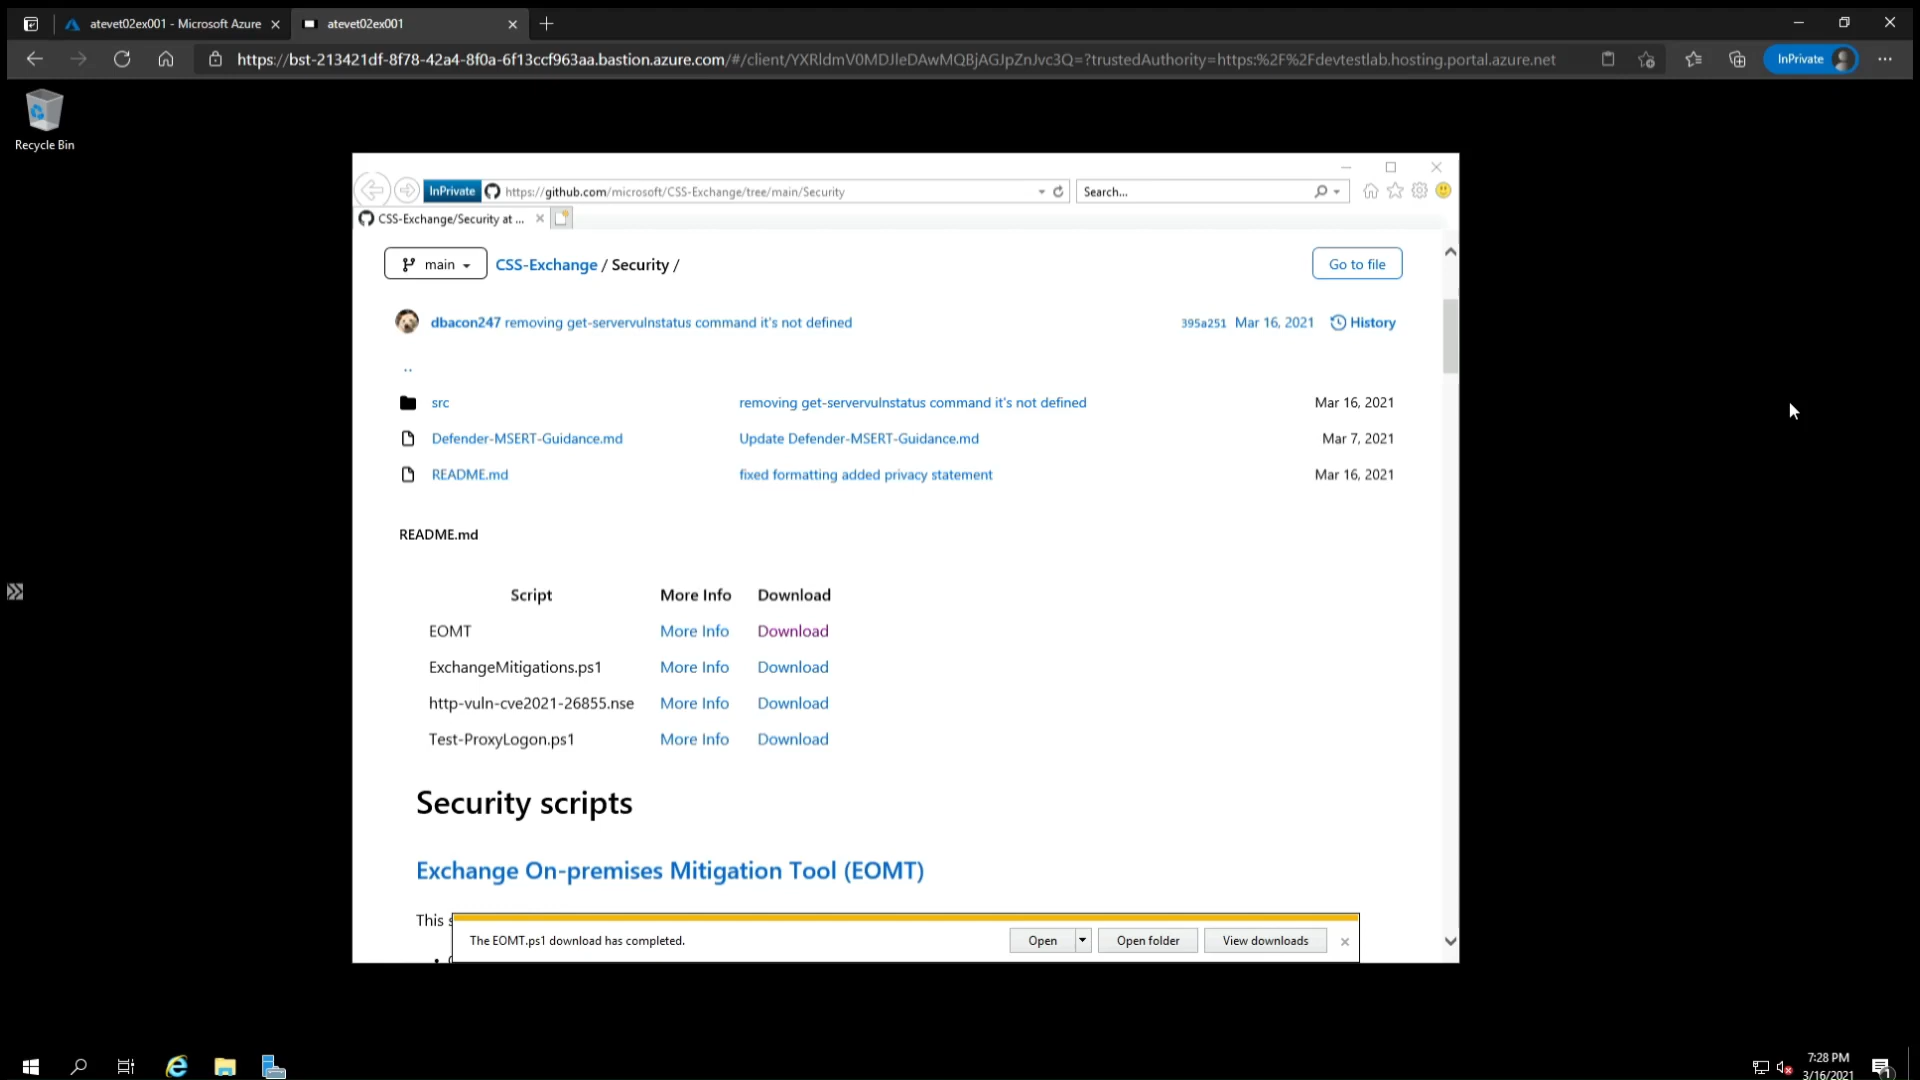 atevet02ex001 - Microsoft Azure
atevet02ex001
https://bst-213421df-8f78-42a4-8f0a-6f13ccf963aa.bastion.azure.com/#/client/YXRldmV0MDJleDAwMQBjAGJpZnJvc3Q=?trustedAuthority=https:%2F%2Fdevtestlab.hosting.portal.azure.net
InPrivate
Recycle Bin
InPrivate
https://github.com/microsoft/CSS-Exchange/tree/main/Security
Search...
CSS-Exchange/Security at ...
main
CSS-Exchange / Security /
Go to file
dbacon247 removing get-servervulnstatus command it's not defined
395a251 Mar 16, 2021 History
..
src removing get-servervulnstatus command it's not defined Mar 16, 2021
Defender-MSERT-Guidance.md Update Defender-MSERT-Guidance.md Mar 7, 2021
README.md fixed formatting added privacy statement Mar 16, 2021
README.md
Script More Info Download
EOMT More Info Download
ExchangeMitigations.ps1 More Info Download
http-vuln-cve2021-26855.nse More Info Download
Test-ProxyLogon.ps1 More Info Download
Security scripts
Exchange On-premises Mitigation Tool (EOMT)
This
The EOMT.ps1 download has completed.
Open
Open folder
View downloads
7:28 PM
3/16/2021
1